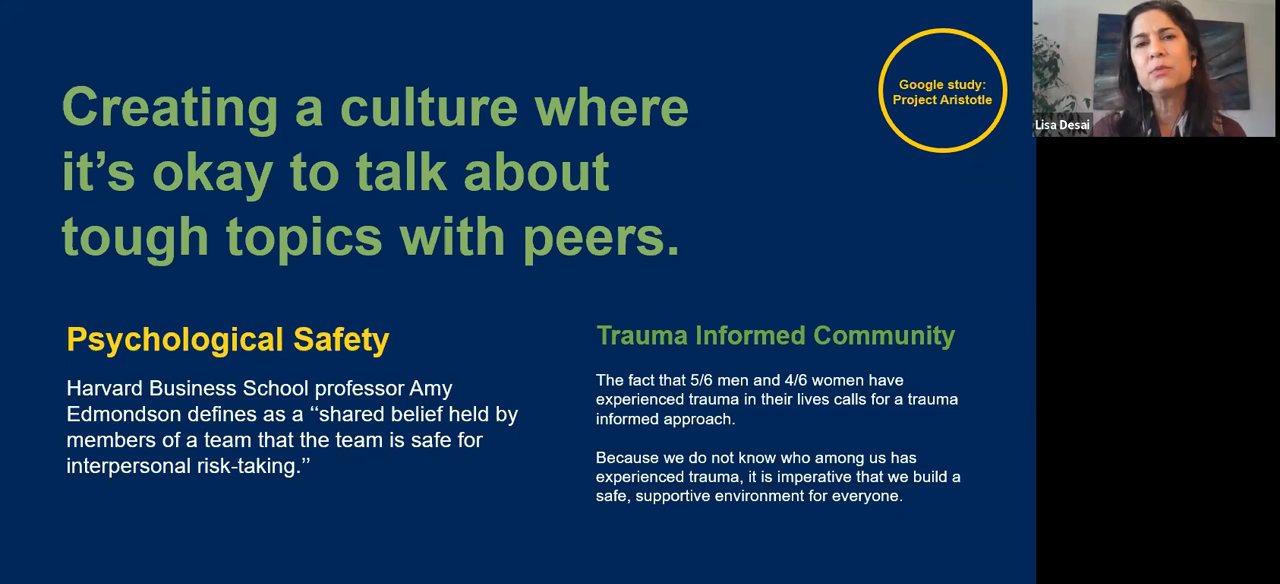 Google study:
Project Aristotle
Lisa Desai
Creating a culture where
it’s okay to talk about
tough topics with peers.
Psychological Safety
Harvard Business School professor Amy
Edmondson defines as a ‘‘shared belief held by
members of a team that the team is safe for
interpersonal risk-taking.’’
Trauma Informed Community
The fact that 5/6 men and 4/6 women have
experienced trauma in their lives calls for a trauma
informed approach.
Because we do not know who among us has
experienced trauma, it is imperative that we build a
safe, supportive environment for everyone.